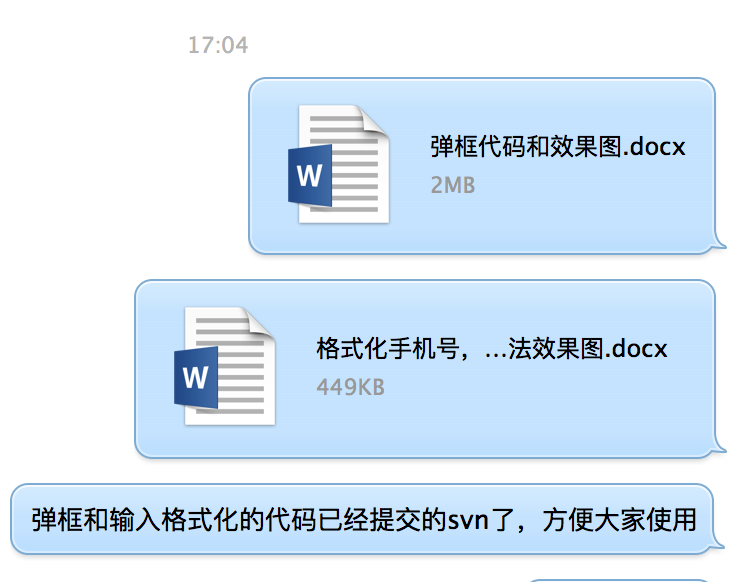 17:04
弹框代码和效果图.docx
2MB
W
格式化手机号，...法效果图.docx
449KB
W
弹框和输入格式化的代码已经提交的svn了，方便大家使用